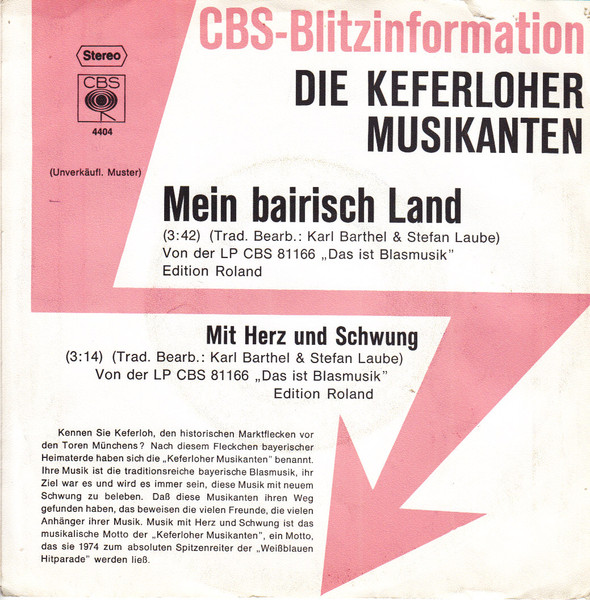 CBS-Blitzinformation
Stereo
CBS
4404
DIE KEFERLOHER
MUSIKANTEN
(Unverkäufl. Muster)
Mein bairisch Land
(3:42) (Trad. Bearb.: Karl Barthel & Stefan Laube)
Von der LP CBS 81166 „Das ist Blasmusik"
Edition Roland
Mit Herz und Schwung
(3:14) (Trad. Bearb.: Karl Barthel & Stefan Laube)
Von der LP CBS 81166 „Das ist Blasmusik"
Edition Roland
Kennen Sie Keferloh, den historischen Marktflecken vor
den Toren Münchens? Nach diesem Fleckchen bayerischer
Heimaterde haben sich die „Keferloher Musikanten" benannt.
Ihre Musik ist die traditionsreiche bayerische Blasmusik, ihr
Ziel war es und wird es immer sein, diese Musik mit neuem
Schwung zu beleben. Daß diese Musikanten ihren Weg
gefunden haben, das beweisen die vielen Freunde, die vielen
Anhänger ihrer Musik. Musik mit Herz und Schwung ist das
musikalische Motto der „Keferloher Musikanten", ein Motto,
das sie 1974 zum absoluten Spitzenreiter der „Weißblauen
Hitparade" werden ließ.